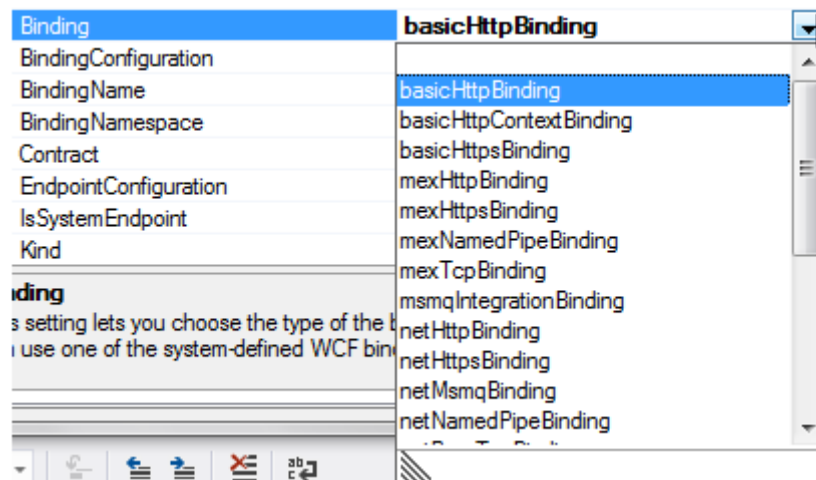 Binding basicHttpBinding
BindingConfiguration
BindingName
BindingNamespace
Contract
EndpointConfiguration
IsSystemEndpoint
Kind
basicHttpBinding
basicHttpContextBinding
basicHttpsBinding
mexHttpBinding
mexHttpsBinding
mexNamedPipeBinding
mexTcpBinding
msmqIntegrationBinding
netHttpBinding
netHttpsBinding
netMsmqBinding
netNamedPipeBinding
nding
s setting lets you choose the type of the b
use one of the system-defined WCF bin
ab
c